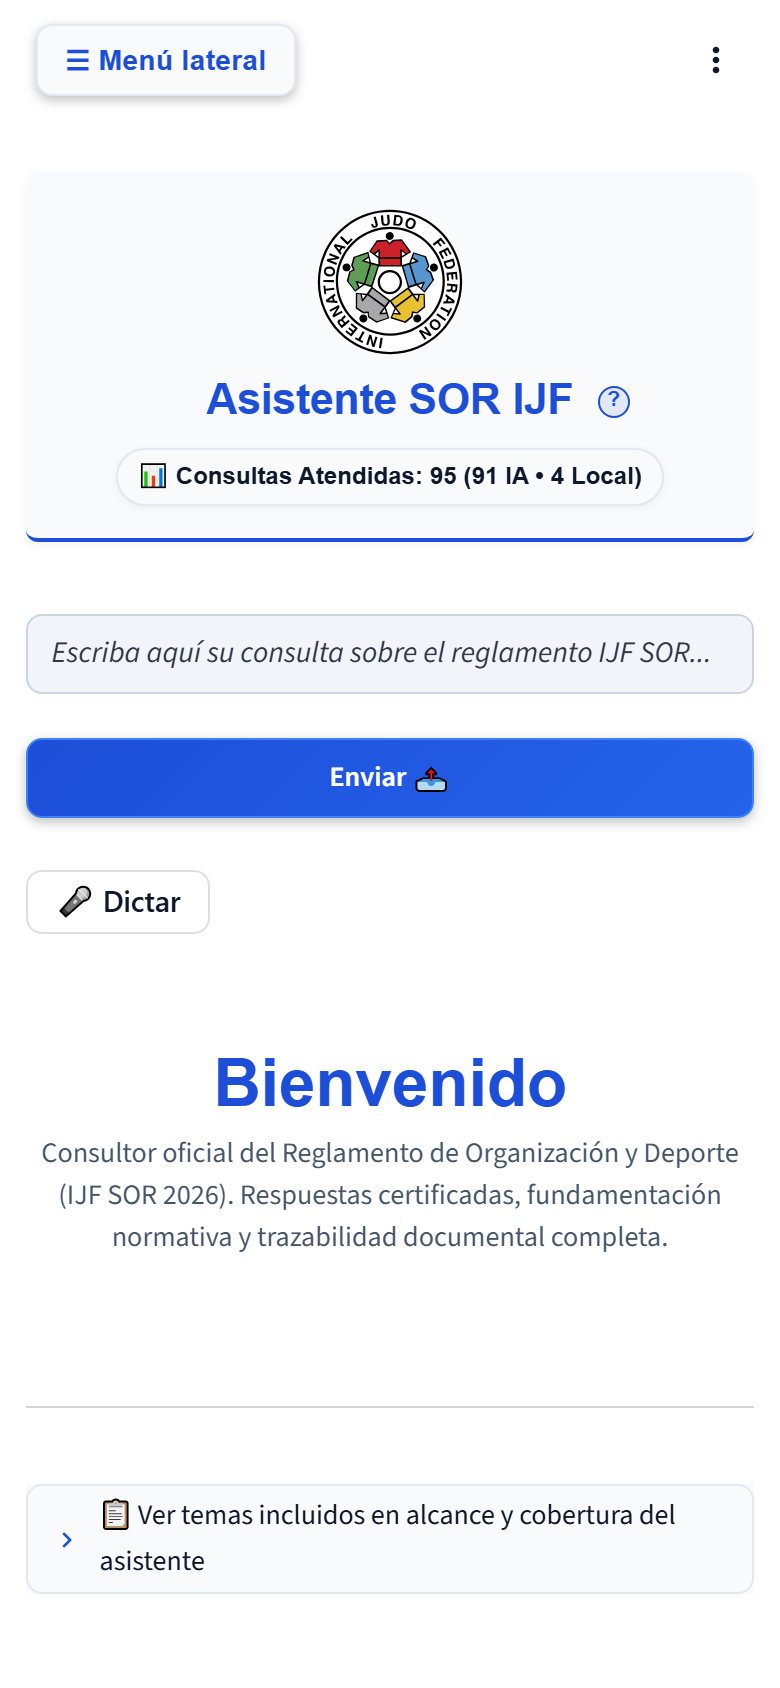 ☰ Menú lateral
INTERNATIONAL JUDO FEDERATION
Asistente SOR IJF ?
📊 Consultas Atendidas: 95 (91 IA • 4 Local)
Escriba aquí su consulta sobre el reglamento IJF SOR...
Enviar 📤
🎤 Dictar
Bienvenido
Consultor oficial del Reglamento de Organización y Deporte
(IJF SOR 2026). Respuestas certificadas, fundamentación
normativa y trazabilidad documental completa.
📋 Ver temas incluidos en alcance y cobertura del
asistente